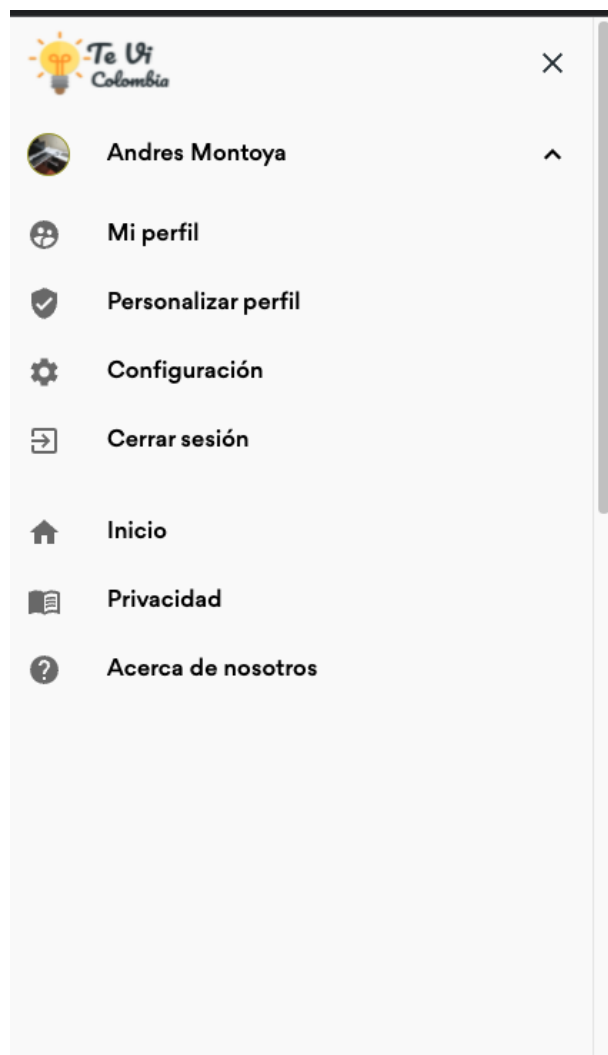 Te Vi
Colombia
Andres Montoya
Mi perfil
Personalizar perfil
Configuración
Cerrar sesión
Inicio
Privacidad
Acerca de nosotros